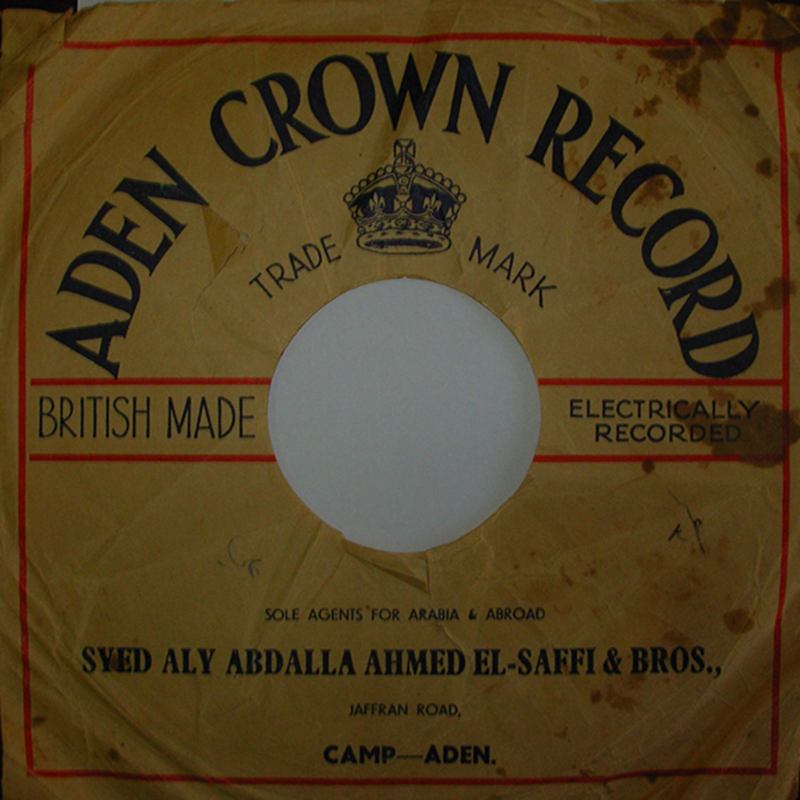 ADEN CROWN RECORD
TRADE MARK
BRITISH MADE
ELECTRICALLY
RECORDED
SOLE AGENTS FOR ARABIA & ABROAD
SYED ALY ABDALLA AHMED EL-SAFFI & BROS.,
JAFFRAN ROAD,
CAMP—ADEN.